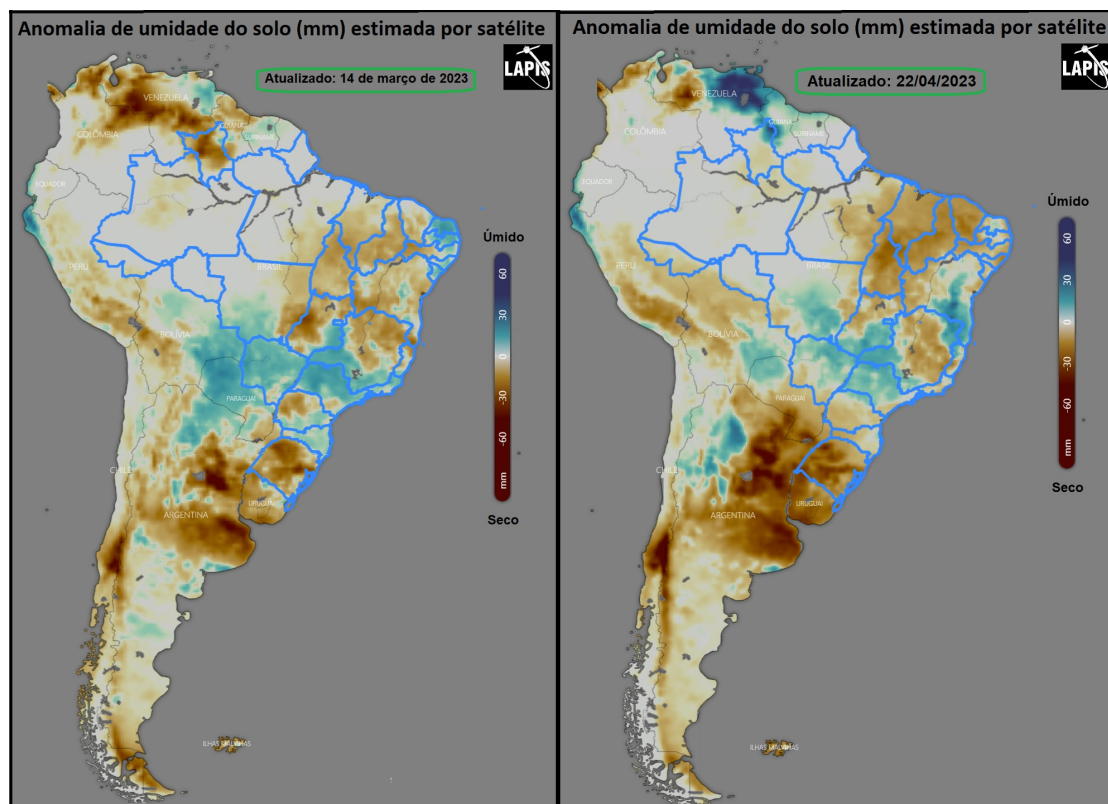 Anomalia de umidade do solo (mm) estimada por satélite
LAPIS
Atualizado: 14 de março de 2023
VENEZUELA
GUIANA
SURINAME
COLÔMBIA
EQUADOR
PERU
BRASIL
BOLÍVIA
PARAGUAI
CHILE
URUGUAI
ARGENTINA
ILHAS MALVINAS
Úmido
60
30
0
-30
-60
mm
Seco
Anomalia de umidade do solo (mm) estimada por satélite
LAPIS
Atualizado: 22/04/2023
VENEZUELA
GUIANA
SURINAME
COLÔMBIA
EQUADOR
PERU
BRASIL
BOLÍVIA
PARAGUAI
CHILE
URUGUAI
ARGENTINA
ILHAS MALVINAS
Úmido
60
30
0
-30
-60
mm
Seco